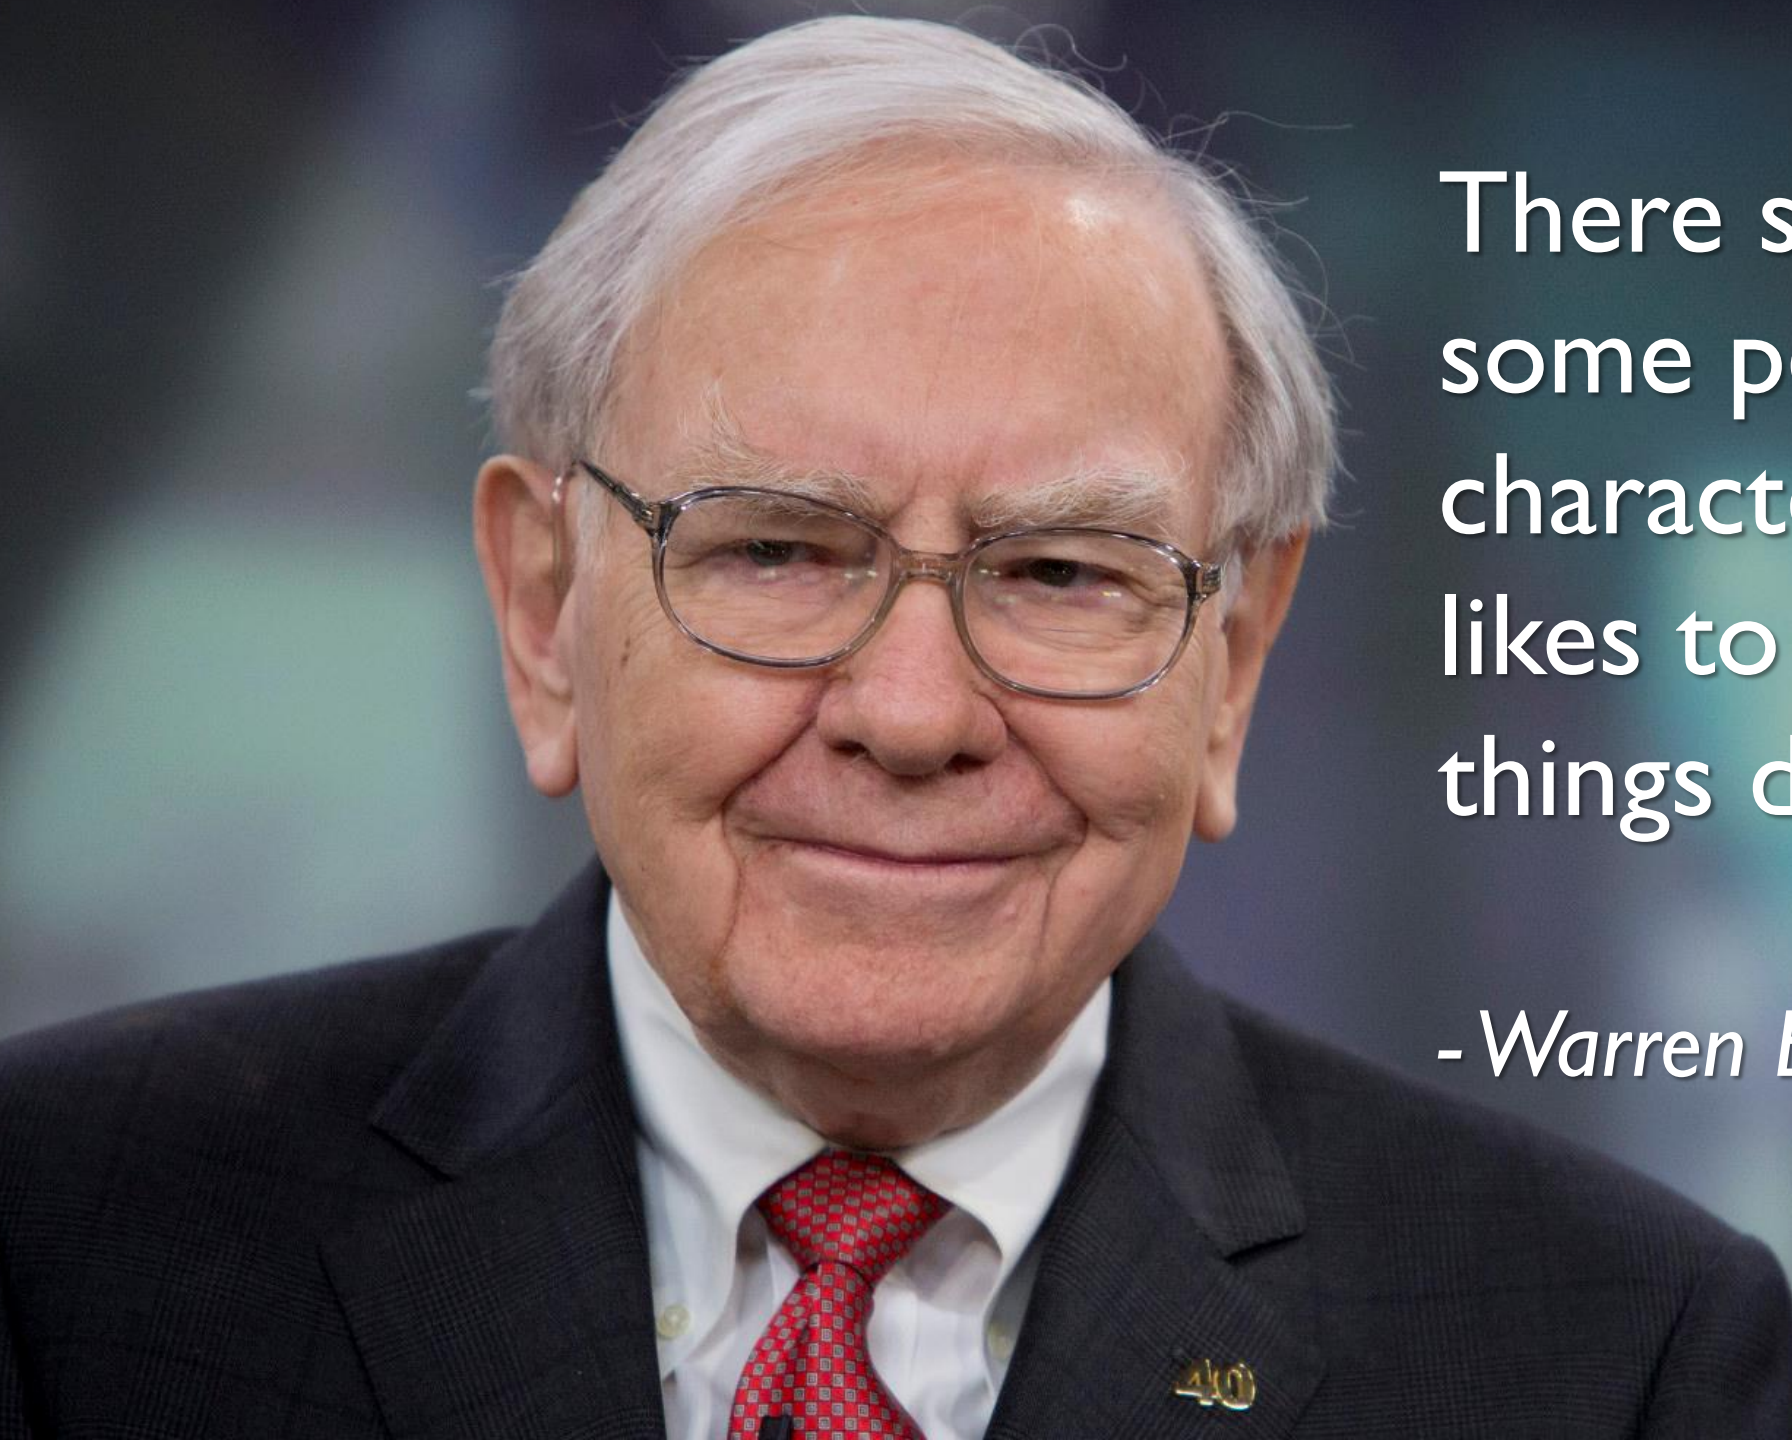 There s
some p
charact
likes to
things
- Warren
40